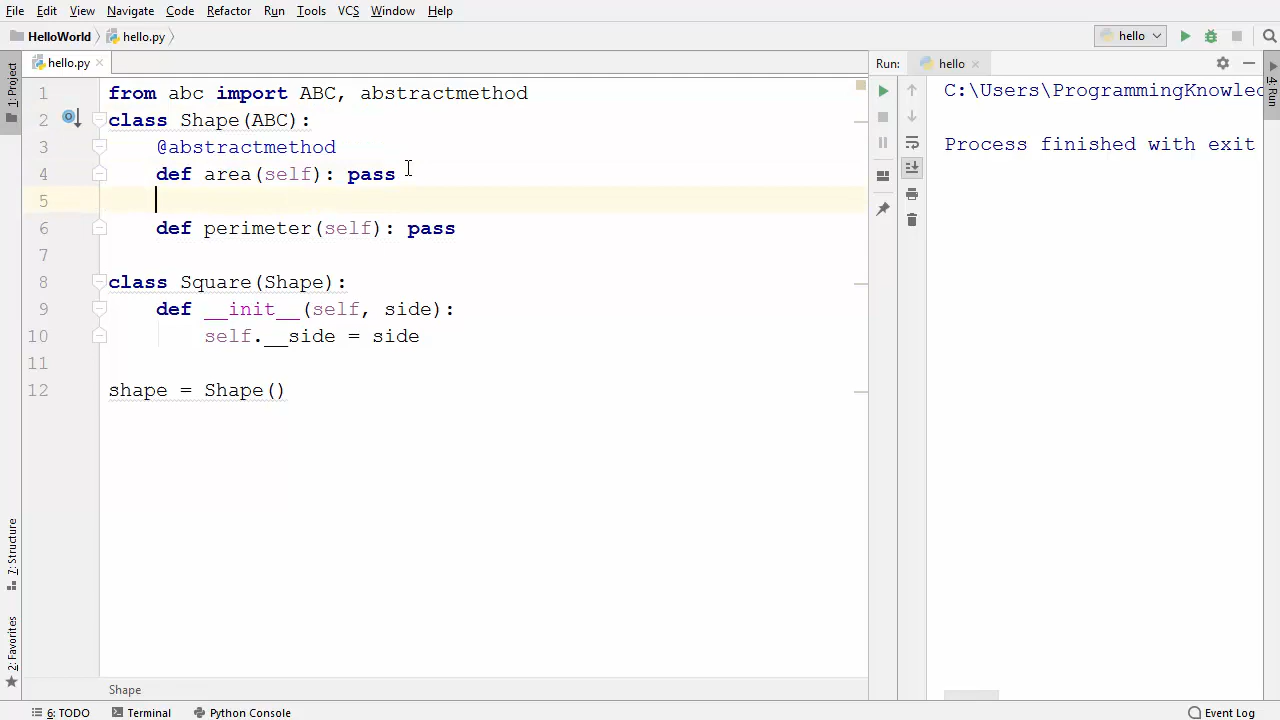 File Edit View Navigate Code Refactor Run Tools VCS Window Help
HelloWorld hello.py hello
1: Project
hello.py
Run: hello
4: Run
1 from abc import ABC, abstractmethod
2 class Shape(ABC):
3 @abstractmethod
4 def area(self): pass
5
6 def perimeter(self): pass
7
8 class Square(Shape):
9 def __init__(self, side):
10 self.__side = side
11
12 shape = Shape()
C:\Users\ProgrammingKnowled
Process finished with exit
7: Structure
2: Favorites
Shape
6: TODO Terminal Python Console Event Log